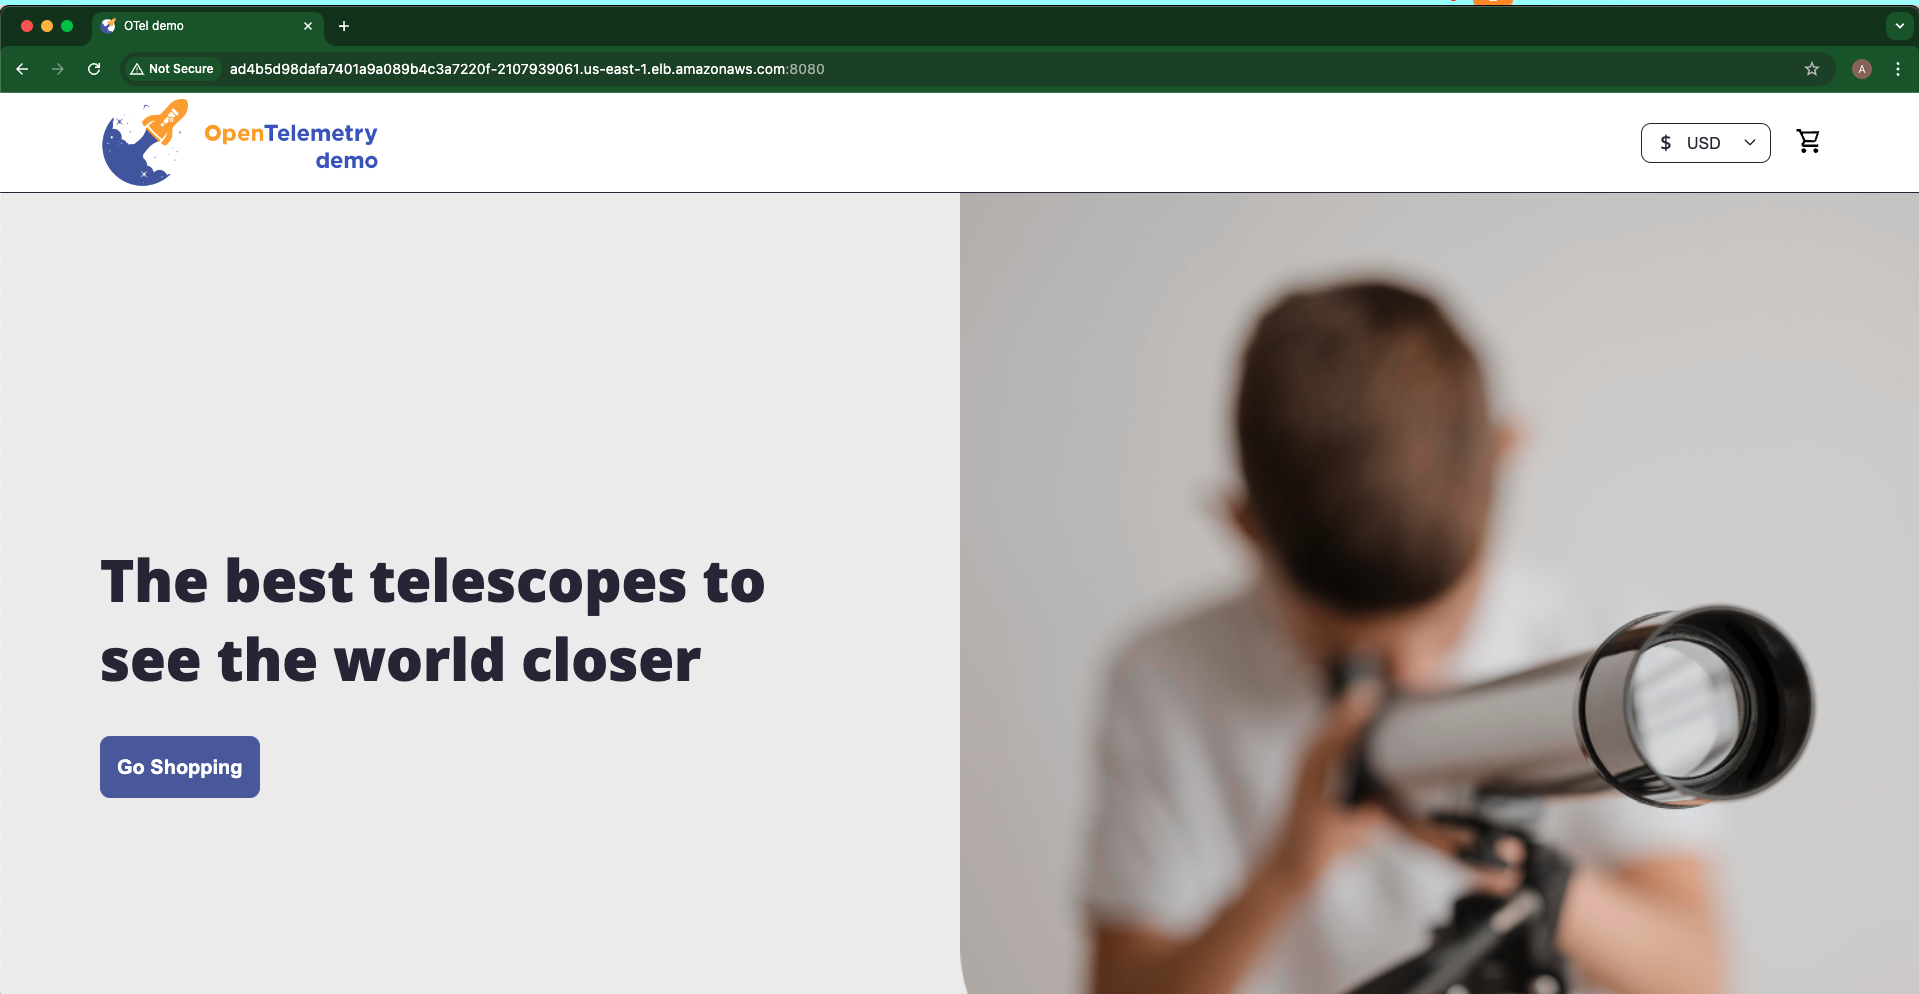 OTel demo
Not Secure
ad4b5d98dafa7401a9a089b4c3a7220f-2107939061.us-east-1.elb.amazonaws.com:8080
A
OpenTelemetry
demo
$ USD
The best telescopes to
see the world closer
Go Shopping